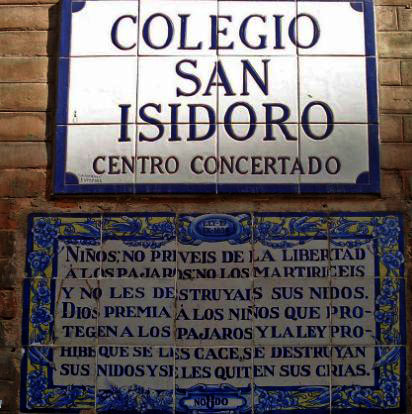 COLEGIO
SAN
ISIDORO
CENTRO CONCERTADO
NIÑOS, NO PRIVEIS DE LA LIBERTAD
Á LOS PAJAROS, NO LOS MARTIRICEIS
Y NO LES DESTRUYAIS SUS NIDOS.
DIOS PREMIA Á LOS NIÑOS QUE PRO-
TEGEN A LOS PAJAROS Y LA LEY PRO-
HIBE QUE SE LES CACE, SE DESTRUYAN
SUS NIDOS Y SE LES QUITEN SUS CRIAS.
NO8DO